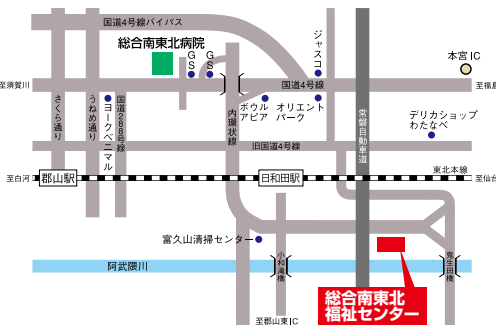 国道4号線バイパス
総合南東北病院
GS
GS
ジャスコ
本宮IC
至須賀川
国道4号線
至福島
さくら通り
うねめ通り
ヨークベニマル
国道288号線
内環状線
ボウル
アピア
オリエント
パーク
常磐自動車道
デリカショップ
わたなべ
旧国道4号線
東北本線
至白河
郡山駅
日和田駅
至仙台
富久山清掃センター
小和滝橋
鬼生田橋
阿武隈川
総合南東北
福祉センター
至郡山東IC